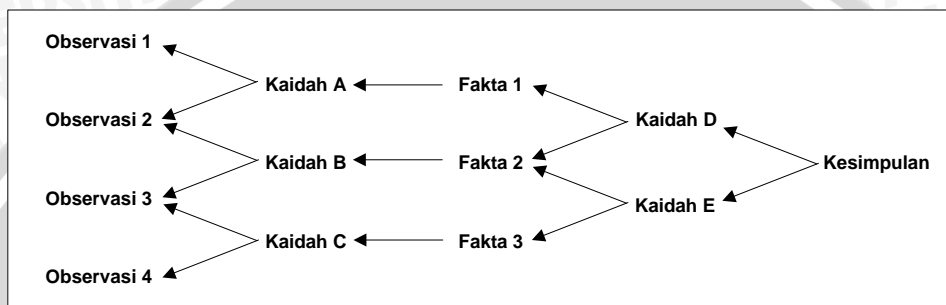 Observasi 1
Kaidah A
Fakta 1
Observasi 2
Kaidah D
Kaidah B
Fakta 2
Kesimpulan
Observasi 3
Kaidah E
Kaidah C
Fakta 3
Observasi 4